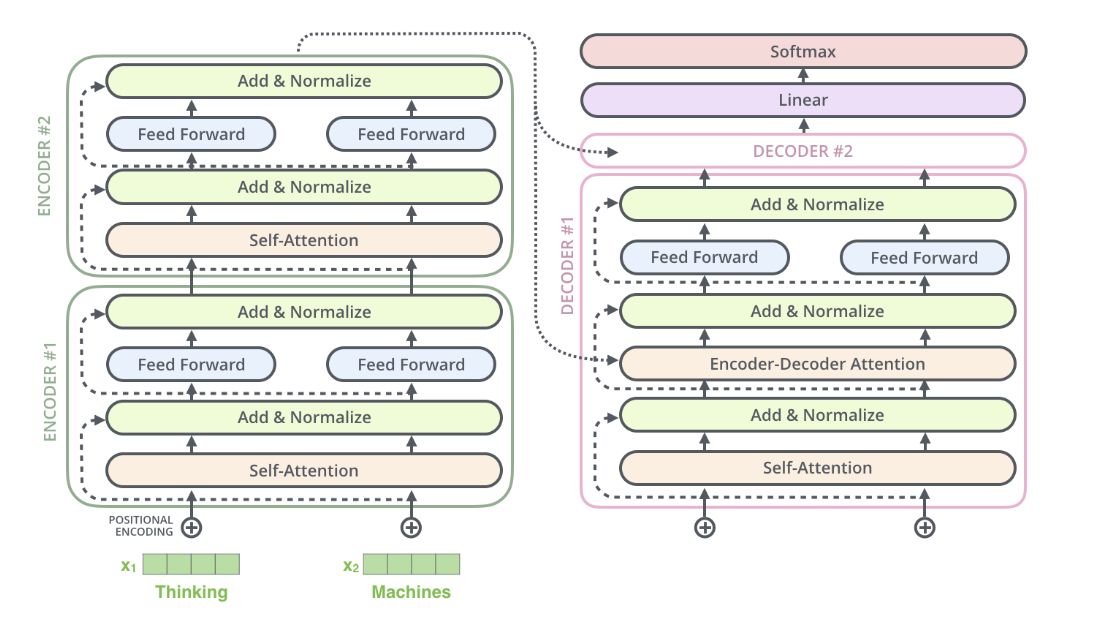 ENCODER #2
Add & Normalize
Feed Forward
Feed Forward
Add & Normalize
Self-Attention
ENCODER #1
Add & Normalize
Feed Forward
Feed Forward
Add & Normalize
Self-Attention
POSITIONAL
ENCODING
x1
x2
Thinking
Machines
Softmax
Linear
DECODER #2
DECODER #1
Add & Normalize
Feed Forward
Feed Forward
Add & Normalize
Encoder-Decoder Attention
Add & Normalize
Self-Attention